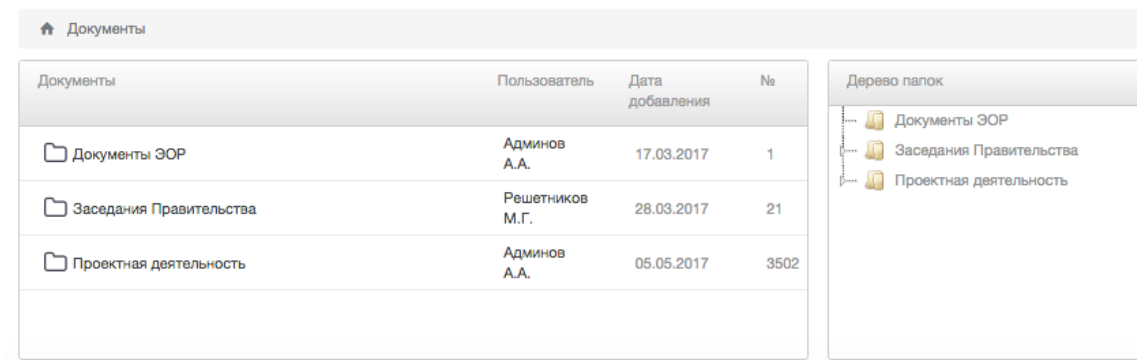 Документы
Документы Пользователь Дата добавления №
Документы ЭОР Админов А.А. 17.03.2017 1
Заседания Правительства Решетников М.Г. 28.03.2017 21
Проектная деятельность Админов А.А. 05.05.2017 3502
Дерево папок
Документы ЭОР
Заседания Правительства
Проектная деятельность